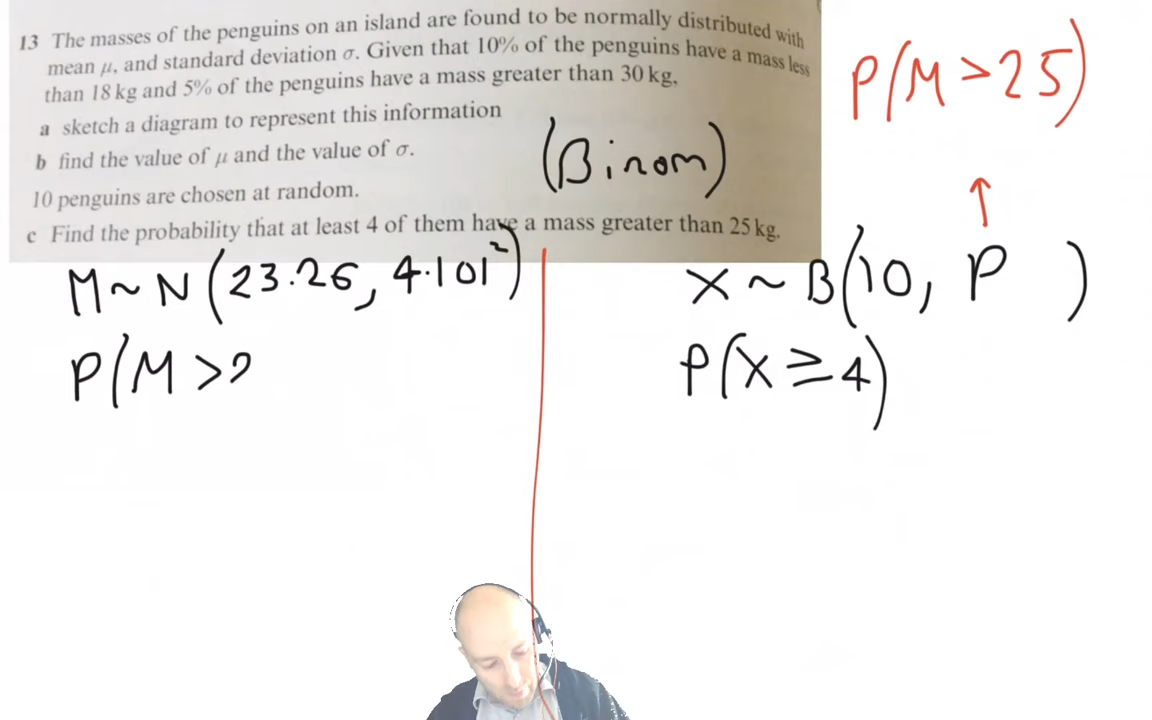 13 The masses of the penguins on an island are found to be normally distributed with
mean μ, and standard deviation σ. Given that 10% of the penguins have a mass less
than 18 kg and 5% of the penguins have a mass greater than 30 kg,
a sketch a diagram to represent this information
b find the value of μ and the value of σ.
10 penguins are chosen at random.
c Find the probability that at least 4 of them have a mass greater than 25 kg.
(Binom)
P(M>25)
↑
M~N(23.26, 4.101²)
P(M>2
X~B(10, P )
P(X≥4)